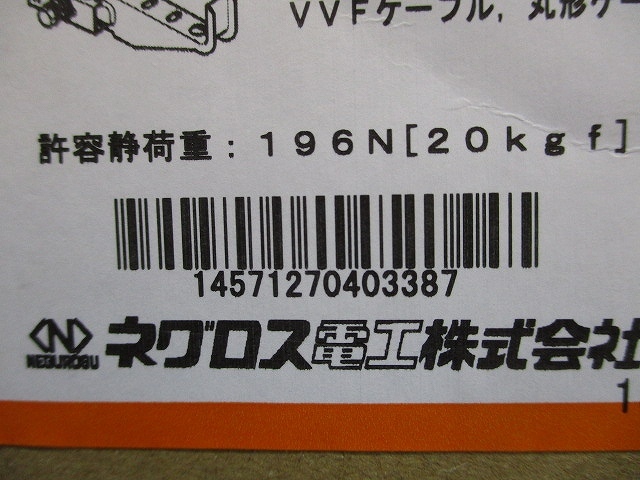 VVFケーブル，丸形ケー
許容静荷重：196N[20kgf]
14571270403387
NEGUROSU
ネグロス電工株式会社
1